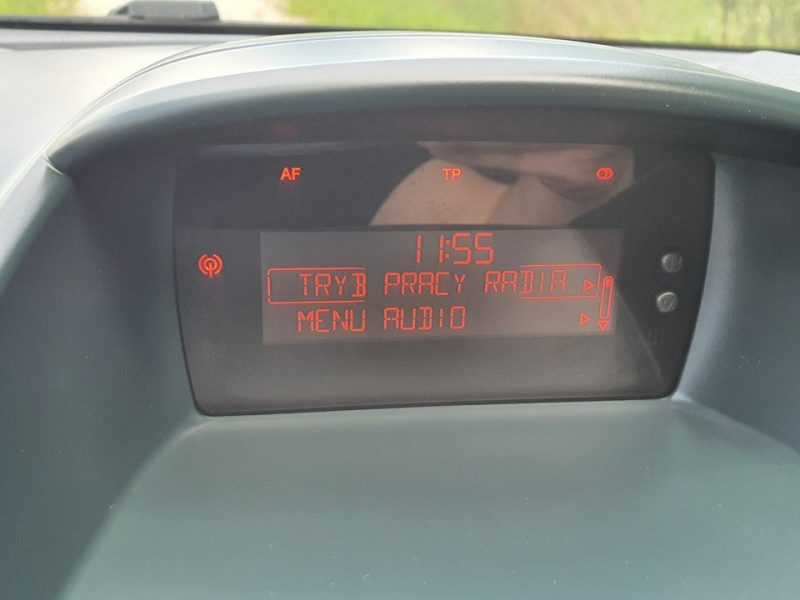 AF TP
11:55
TRYB PRACY RADIA
MENU AUDIO